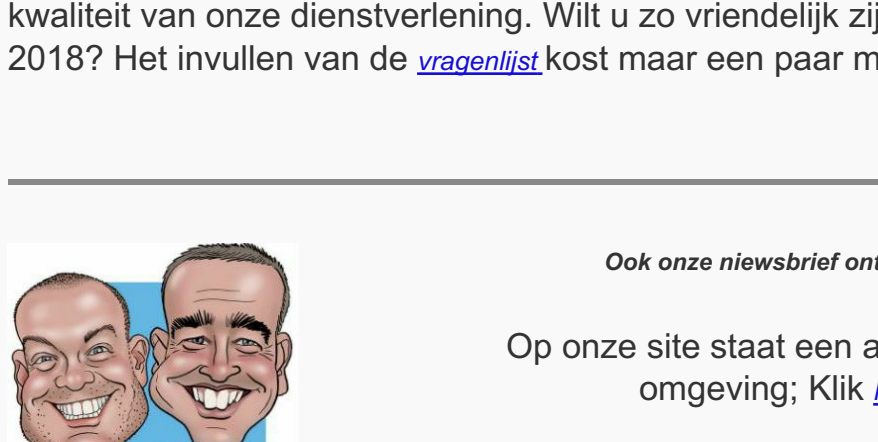 kwaliteit van onze dienstverlening. Wilt u zo vriendelijk zij
2018? Het invullen van de vragenlijst kost maar een paar m
Ook onze niewsbrief ont
Op onze site staat een a
omgeving; Klik